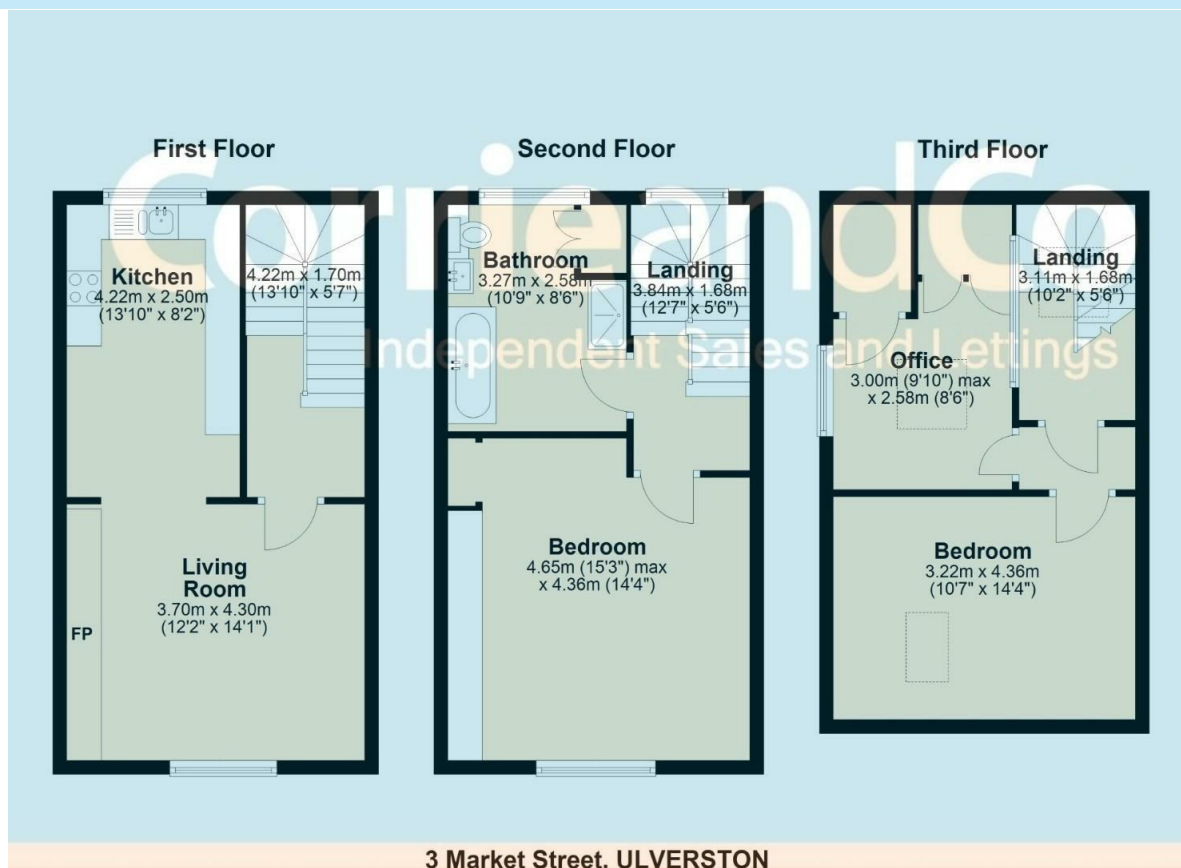 First Floor
Second Floor
Third Floor
CorrieandCo
Independent Sales and Lettings
Kitchen
4.22m x 2.50m
(13'10" x 8'2")
4.22m x 1.70m
(13'10" x 5'7")
Living
Room
3.70m x 4.30m
(12'2" x 14'1")
FP
Bathroom
3.27m x 2.58m
(10'9" x 8'6")
Landing
3.84m x 1.68m
(12'7" x 5'6")
Bedroom
4.65m (15'3") max
x 4.36m (14'4")
Landing
3.11m x 1.68m
(10'2" x 5'6")
Office
3.00m (9'10") max
x 2.58m (8'6")
Bedroom
3.22m x 4.36m
(10'7" x 14'4")
3 Market Street, ULVERSTON